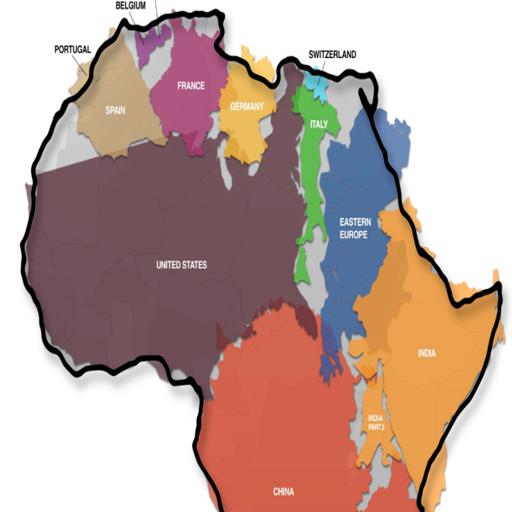 BELGIUM
PORTUGAL
SWITZERLAND
FRANCE
SPAIN
GERMANY
ITALY
EASTERN
EUROPE
UNITED STATES
INDIA
INDIA
PART 2
CHINA